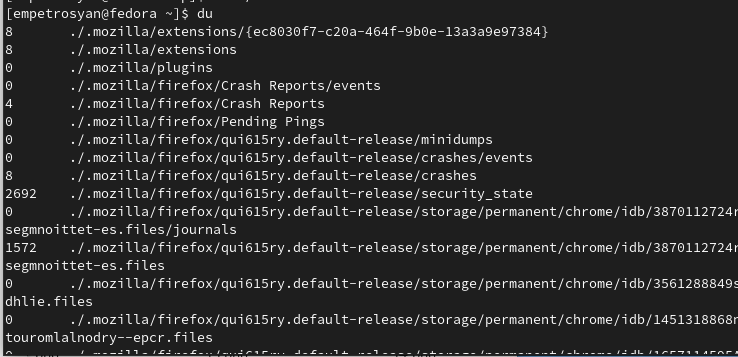 [empetrosyan@fedora ~]$ du
8 ./.mozilla/extensions/{ec8030f7-c20a-464f-9b0e-13a3a9e97384}
8 ./.mozilla/extensions
0 ./.mozilla/plugins
0 ./.mozilla/firefox/Crash Reports/events
4 ./.mozilla/firefox/Crash Reports
0 ./.mozilla/firefox/Pending Pings
0 ./.mozilla/firefox/qui615ry.default-release/minidumps
0 ./.mozilla/firefox/qui615ry.default-release/crashes/events
8 ./.mozilla/firefox/qui615ry.default-release/crashes
2692 ./.mozilla/firefox/qui615ry.default-release/security_state
0 ./.mozilla/firefox/qui615ry.default-release/storage/permanent/chrome/idb/3870112724r
segmnoittet-es.files/journals
1572 ./.mozilla/firefox/qui615ry.default-release/storage/permanent/chrome/idb/3870112724r
segmnoittet-es.files
0 ./.mozilla/firefox/qui615ry.default-release/storage/permanent/chrome/idb/3561288849s
dhlie.files
0 ./.mozilla/firefox/qui615ry.default-release/storage/permanent/chrome/idb/1451318868n
touromlalnodry--epcr.files